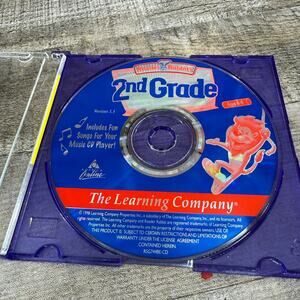 2nd Grade
Version 1.1
Ages 6-8
Includes Fun
Songs For Your
Music CD Player!
The Learning Company®
© 1998 Learning Company Properties Inc., a subsidiary of The Learning Company, Inc., and its licensors. All
rights reserved. The Learning Company and Reader Rabbit are registered trademarks of Learning Company
Properties Inc. All other trademarks are the property of their respective owners. USE OF
THIS PRODUCT IS SUBJECT TO CERTAIN RESTRICTIONS AND LIMITATIONS OF
WARRANTY UNDER THE LICENSE AGREEMENT
CONTAINED HEREIN.